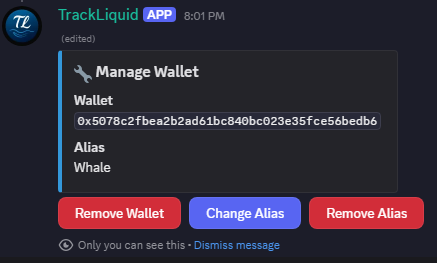 TL
TrackLiquid APP 8:01 PM
(edited)
Manage Wallet
Wallet
0x5078c2fbea2b2ad61bc840bc023e35fce56bedb6
Alias
Whale
Remove Wallet Change Alias Remove Alias
Only you can see this • Dismiss message